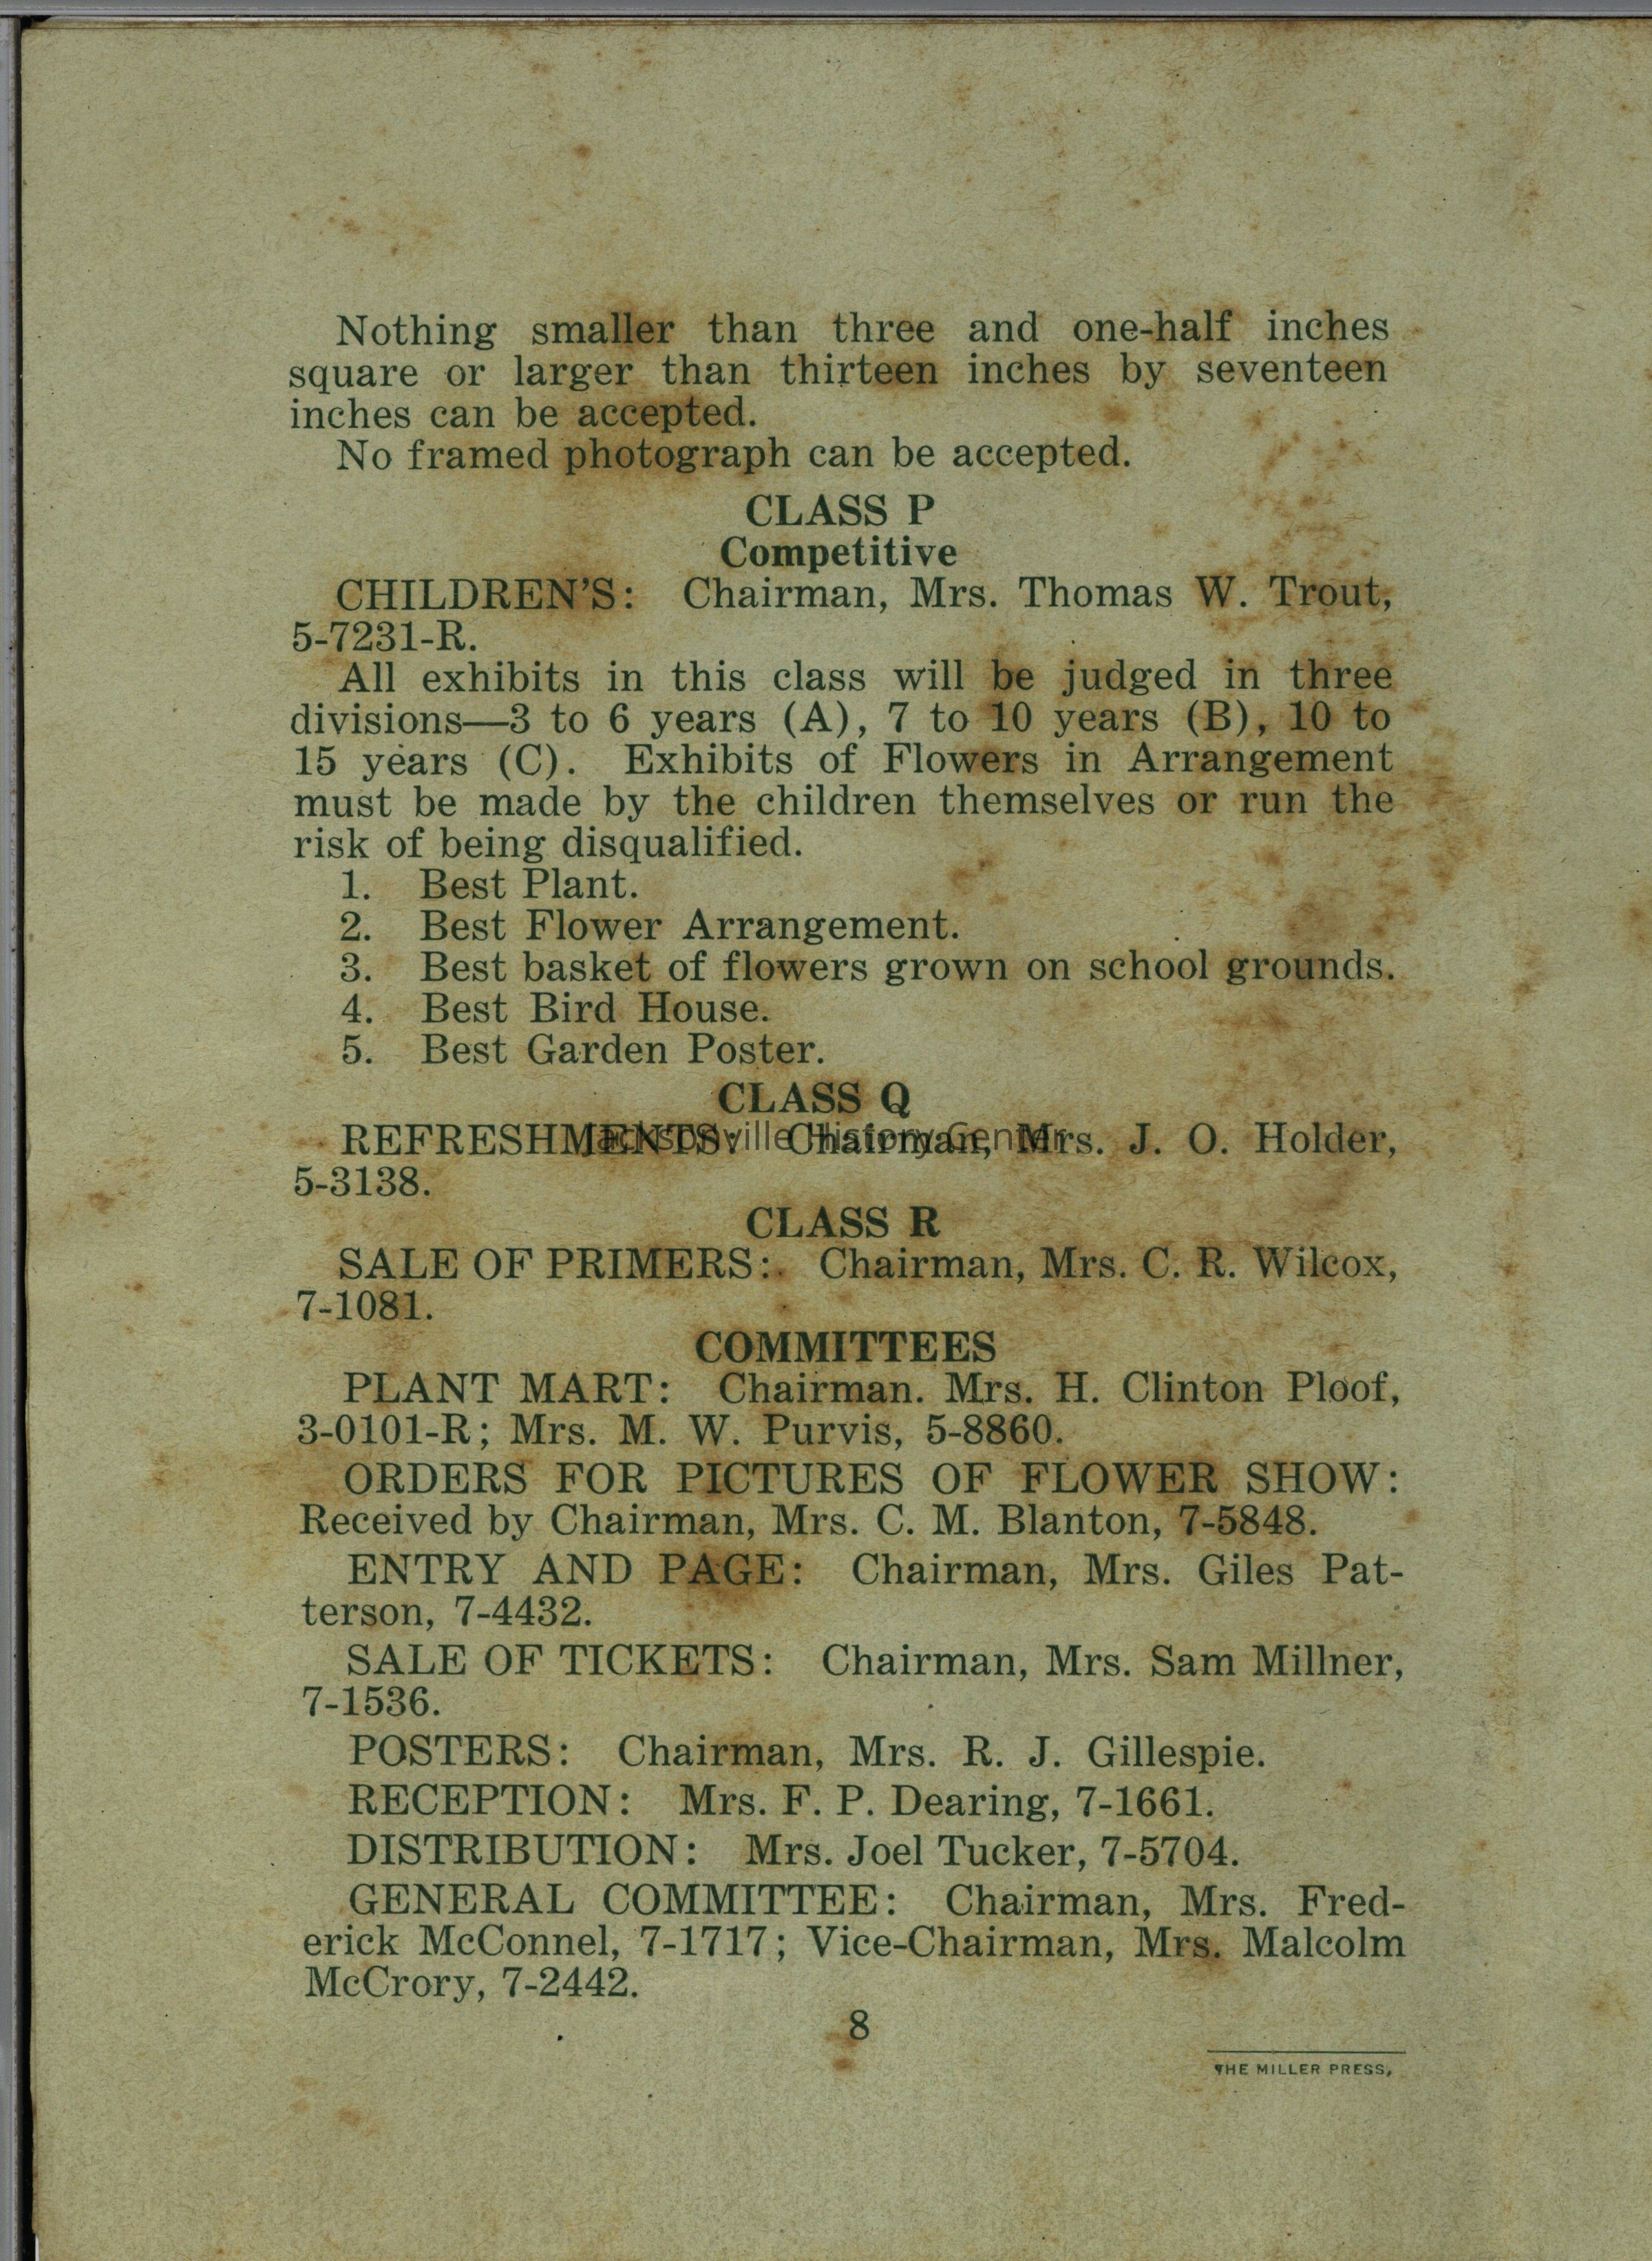 Nothing smaller than three and one-half inches
square or larger than thirteen inches by seventeen
inches can be accepted.
No framed photograph can be accepted.
CLASS P
Competitive
CHILDREN'S: Chairman, Mrs. Thomas W. Trout,
5-7231-R.
All exhibits in this class will be judged in three
divisions—3 to 6 years (A), 7 to 10 years (B), 10 to
15 years (C). Exhibits of Flowers in Arrangement
must be made by the children themselves or run the
risk of being disqualified.
1. Best Plant.
2. Best Flower Arrangement.
3. Best basket of flowers grown on school grounds.
4. Best Bird House.
5. Best Garden Poster.
CLASS Q
REFRESHMENTS: Chairman, Mrs. J. O. Holder,
Jacksonville History Center
5-3138.
CLASS R
SALE OF PRIMERS: Chairman, Mrs. C. R. Wilcox,
7-1081.
COMMITTEES
PLANT MART: Chairman. Mrs. H. Clinton Ploof,
3-0101-R; Mrs. M. W. Purvis, 5-8860.
ORDERS FOR PICTURES OF FLOWER SHOW:
Received by Chairman, Mrs. C. M. Blanton, 7-5848.
ENTRY AND PAGE: Chairman, Mrs. Giles Pat-
terson, 7-4432.
SALE OF TICKETS: Chairman, Mrs. Sam Millner,
7-1536.
POSTERS: Chairman, Mrs. R. J. Gillespie.
RECEPTION: Mrs. F. P. Dearing, 7-1661.
DISTRIBUTION: Mrs. Joel Tucker, 7-5704.
GENERAL COMMITTEE: Chairman, Mrs. Fred-
erick McConnel, 7-1717; Vice-Chairman, Mrs. Malcolm
McCrory, 7-2442.
8
THE MILLER PRESS,